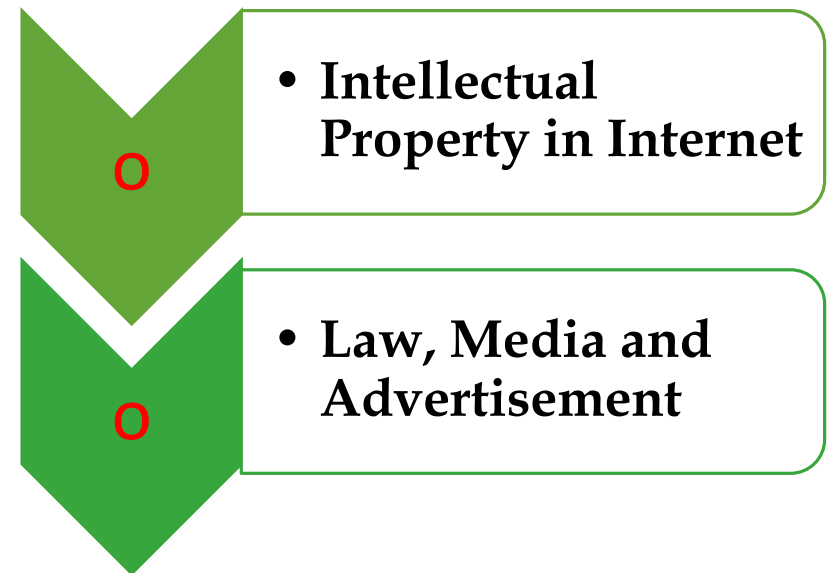 O
• Intellectual
Property in Internet
O
• Law, Media and
Advertisement